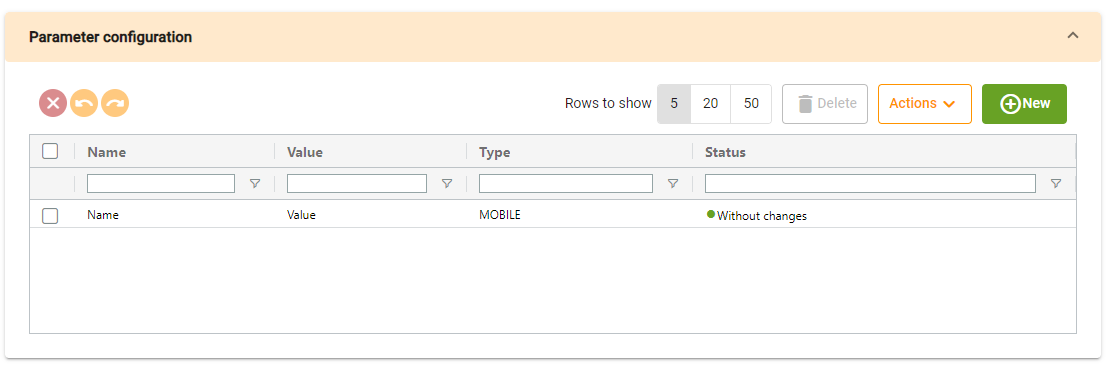 Parameter configuration
Rows to show 5 20 50 Delete Actions New
Name Value Type Status
Name Value MOBILE Without changes